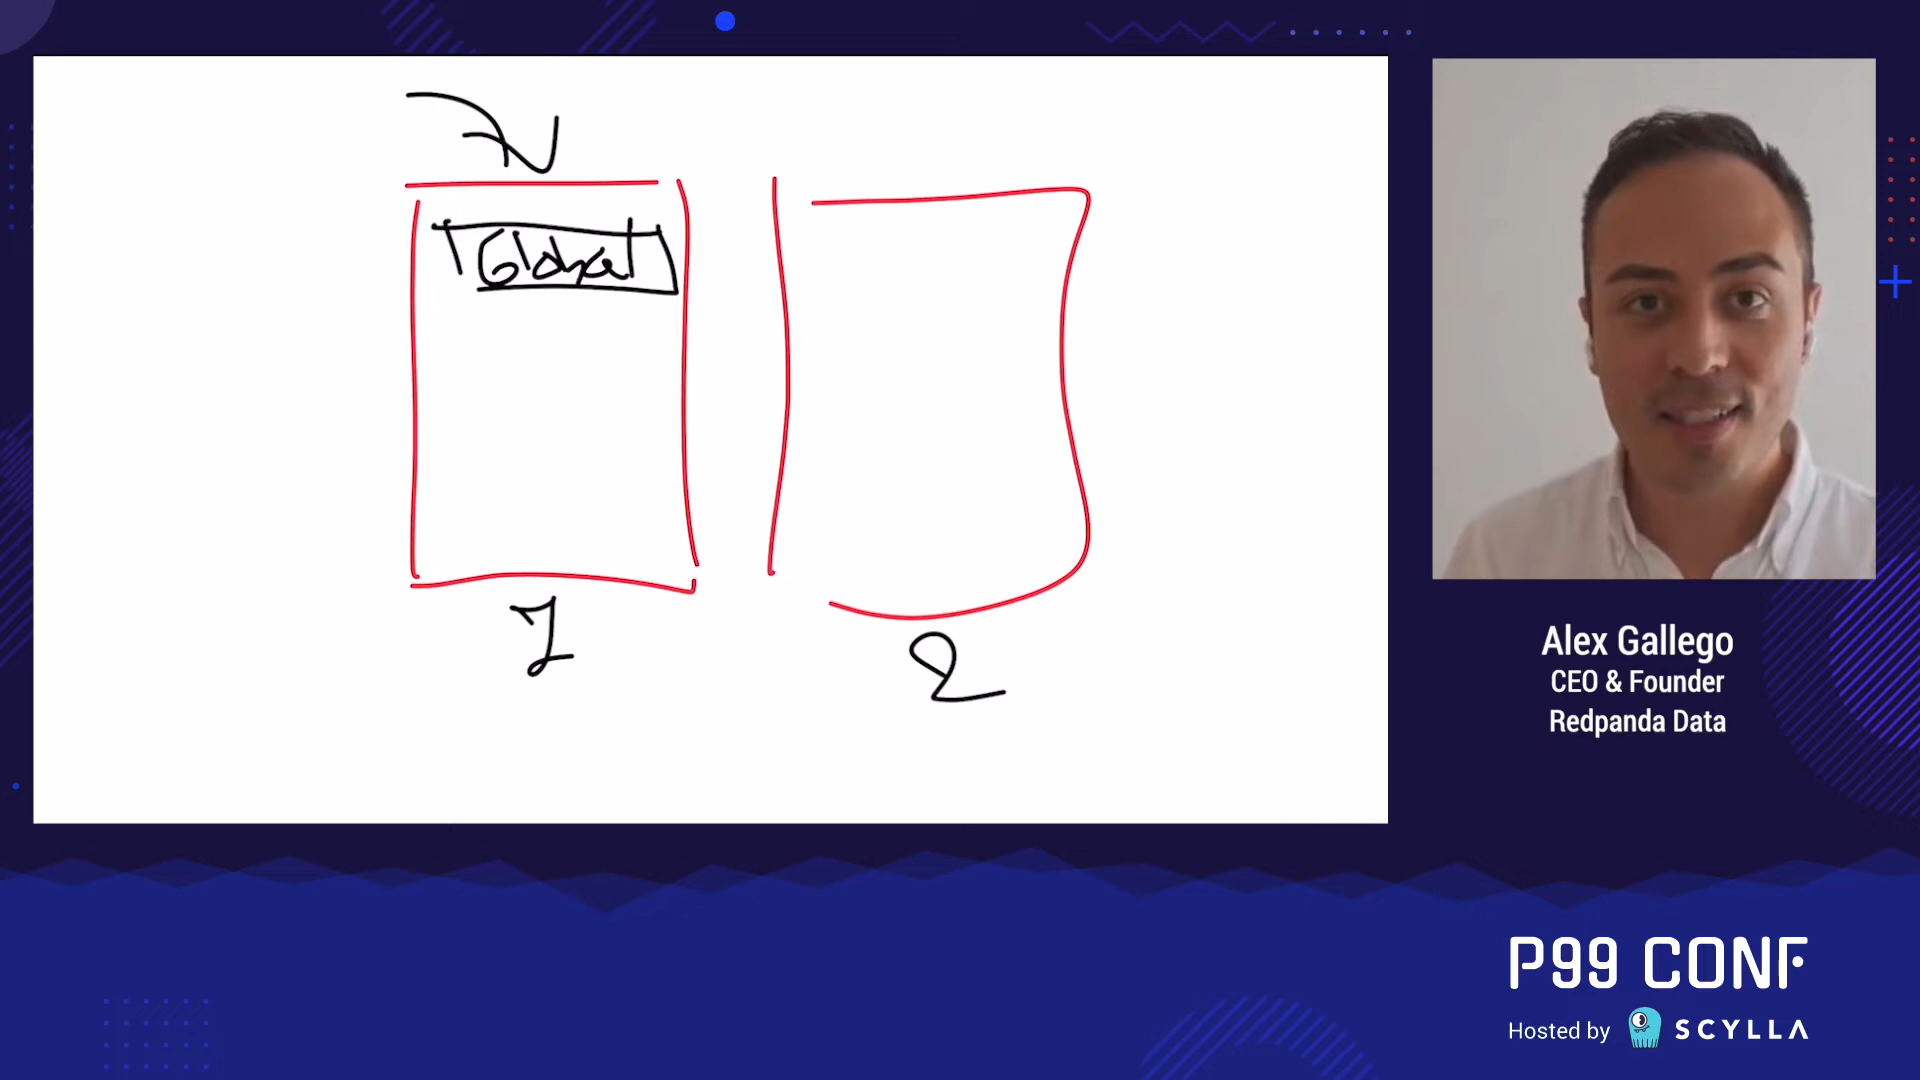 Global
1
2
Alex Gallego
CEO & Founder
Redpanda Data
P99 CONF
Hosted by SCYLLA